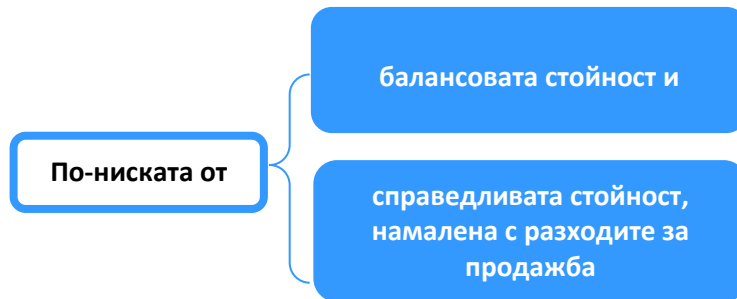 По-ниската от
балансовата стойност и
справедливата стойност,
намалена с разходите за
продажба